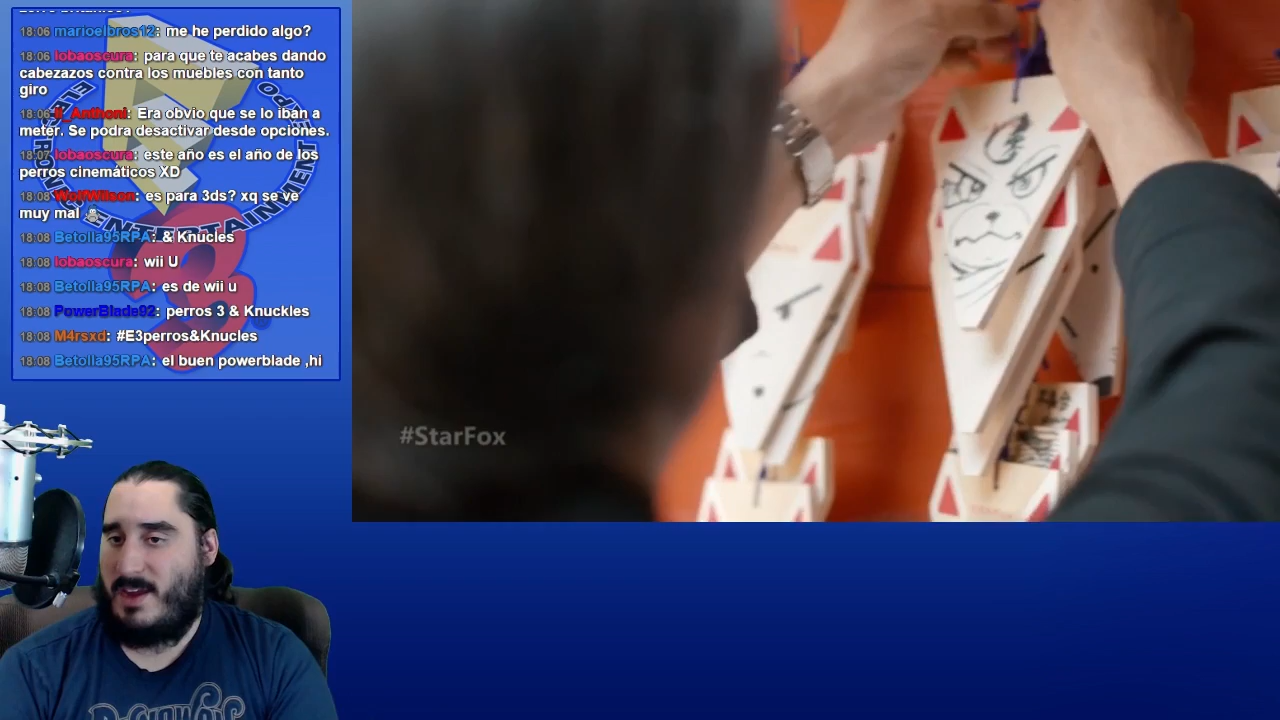 18:06 marioelbros12: me he perdido algo?
18:06 lobaoscura: para que te acabes dando
cabezazos contra los muebles con tanto
giro
18:06 Anthoni: Era obvio que se lo iban a
meter. Se podra desactivar desde opciones.
18:07 lobaoscura: este año es el año de los
perros cinemáticos XD
18:08 WolfWilson: es para 3ds? xq se ve
muy mal
18:08 Betolla95RPA: & Knucles
18:08 lobaoscura: wii U
18:08 Betolla95RPA: es de wii u
18:08 PowerBlade92: perros 3 & Knuckles
18:08 M4rsxd: #E3perros&Knucles
18:08 Betolla95RPA: el buen powerblade ,hi
#StarFox